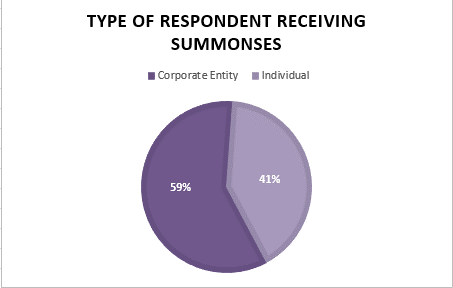 TYPE OF RESPONDENT RECEIVING
SUMMONSES
Corporate Entity Individual
59% 41%